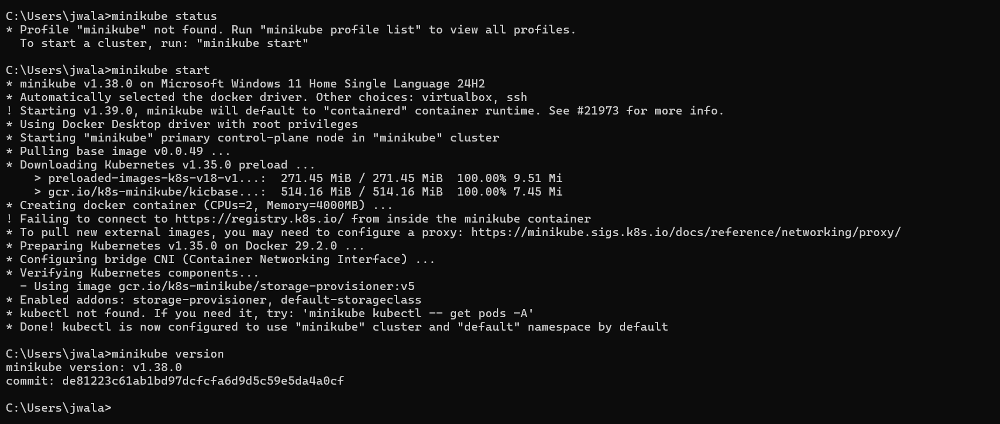 C:\Users\jwala>minikube status
* Profile "minikube" not found. Run "minikube profile list" to view all profiles.
  To start a cluster, run: "minikube start"

C:\Users\jwala>minikube start
* minikube v1.38.0 on Microsoft Windows 11 Home Single Language 24H2
* Automatically selected the docker driver. Other choices: virtualbox, ssh
! Starting v1.39.0, minikube will default to "containerd" container runtime. See #21973 for more info.
* Using Docker Desktop driver with root privileges
* Starting "minikube" primary control-plane node in "minikube" cluster
* Pulling base image v0.0.49 ...
* Downloading Kubernetes v1.35.0 preload ...
    > preloaded-images-k8s-v18-v1...:  271.45 MiB / 271.45 MiB  100.00% 9.51 Mi
    > gcr.io/k8s-minikube/kicbase...:  514.16 MiB / 514.16 MiB  100.00% 7.45 Mi
* Creating docker container (CPUs=2, Memory=4000MB) ...
! Failing to connect to https://registry.k8s.io/ from inside the minikube container
* To pull new external images, you may need to configure a proxy: https://minikube.sigs.k8s.io/docs/reference/networking/proxy/
* Preparing Kubernetes v1.35.0 on Docker 29.2.0 ...
* Configuring bridge CNI (Container Networking Interface) ...
* Verifying Kubernetes components...
  - Using image gcr.io/k8s-minikube/storage-provisioner:v5
* Enabled addons: storage-provisioner, default-storageclass
* kubectl not found. If you need it, try: 'minikube kubectl -- get pods -A'
* Done! kubectl is now configured to use "minikube" cluster and "default" namespace by default

C:\Users\jwala>minikube version
minikube version: v1.38.0
commit: de81223c61ab1bd97dcfcfa6d9d5c59e5da4a0cf

C:\Users\jwala>